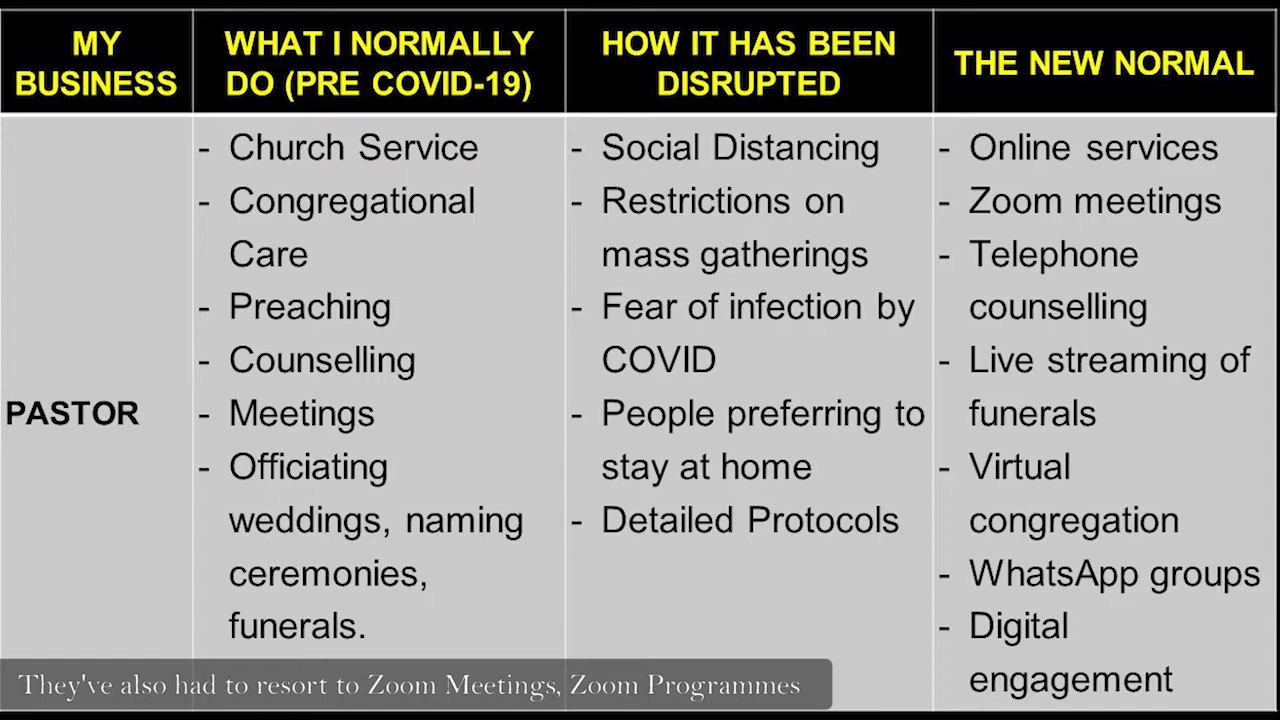 MY
BUSINESS
WHAT I NORMALLY
DO (PRE COVID-19)
HOW IT HAS BEEN
DISRUPTED
THE NEW NORMAL
PASTOR
- Church Service
- Congregational
Care
- Preaching
- Counselling
- Meetings
- Officiating
weddings, naming
ceremonies,
funerals.
- Social Distancing
- Restrictions on
mass gatherings
- Fear of infection by
COVID
- People preferring to
stay at home
- Detailed Protocols
- Online services
- Zoom meetings
- Telephone
counselling
- Live streaming of
funerals
- Virtual
congregation
- WhatsApp groups
- Digital
engagement
They've also had to resort to Zoom Meetings, Zoom Programmes